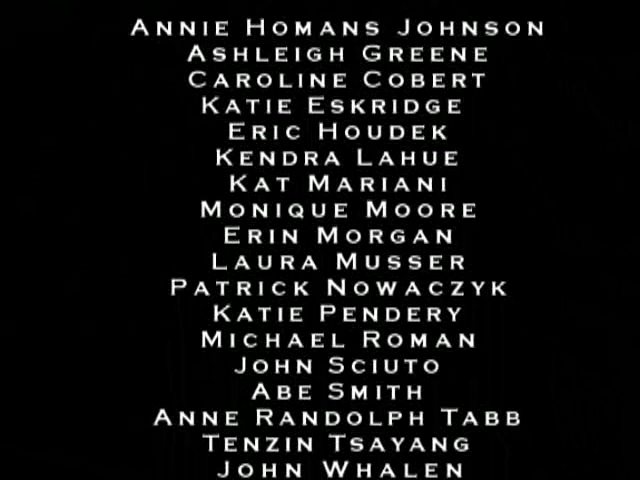 ANNIE HOMANS JOHNSON
ASHLEIGH GREENE
CAROLINE COBERT
KATIE ESKRIDGE
ERIC HOUDEK
KENDRA LAHUE
KAT MARIANI
MONIQUE MOORE
ERIN MORGAN
LAURA MUSSER
PATRICK NOWACZYK
KATIE PENDERY
MICHAEL ROMAN
JOHN SCIUTO
ABE SMITH
ANNE RANDOLPH TABB
TENZIN TSAYANG
JOHN WHALEN